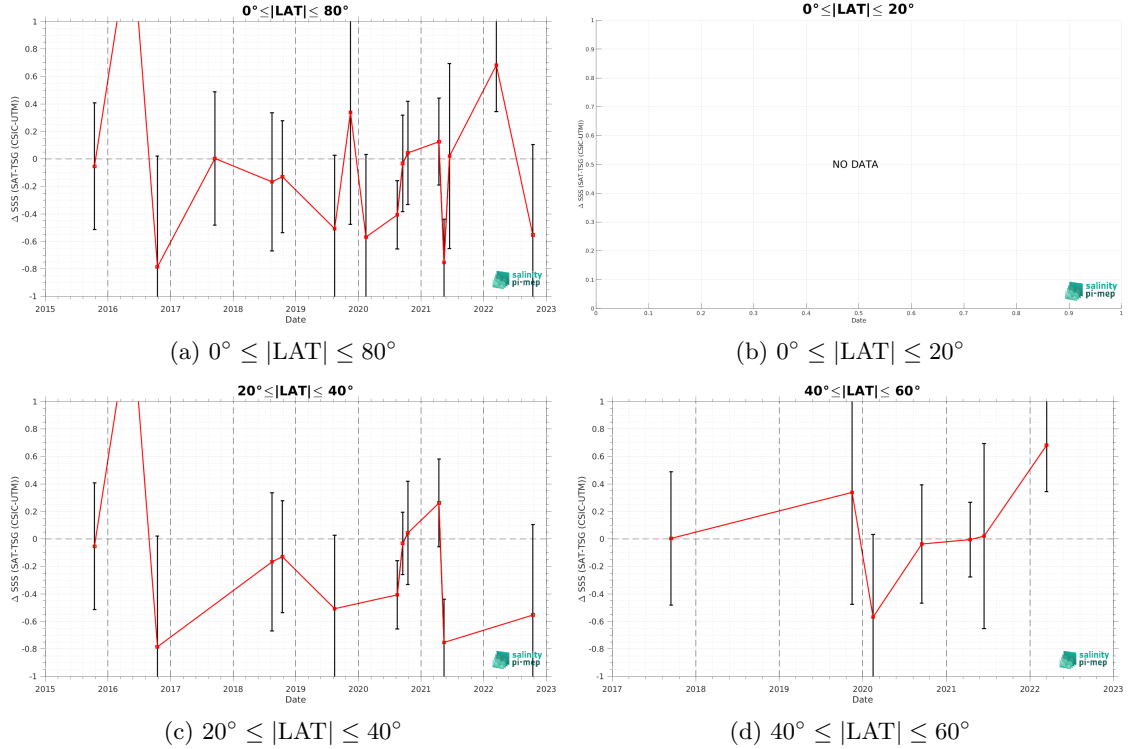 0°≤|LAT|≤ 80°
Δ SSS (SAT-TSG (CSIC-UTM))
1
0.8
0.6
0.4
0.2
0
-0.2
-0.4
-0.6
-0.8
-1
2015 2016 2017 2018 2019 2020 2021 2022 2023
Date
salinity
pi-mep
(a) 0° ≤ |LAT| ≤ 80°
0°≤|LAT|≤ 20°
Δ SSS (SAT-TSG (CSIC-UTM))
1
0.9
0.8
0.7
0.6
0.5
0.4
0.3
0.2
0.1
0
NO DATA
0 0.1 0.2 0.3 0.4 0.5 0.6 0.7 0.8 0.9 1
Date
salinity
pi-mep
(b) 0° ≤ |LAT| ≤ 20°
20°≤|LAT|≤ 40°
Δ SSS (SAT-TSG (CSIC-UTM))
1
0.8
0.6
0.4
0.2
0
-0.2
-0.4
-0.6
-0.8
-1
2015 2016 2017 2018 2019 2020 2021 2022 2023
Date
salinity
pi-mep
(c) 20° ≤ |LAT| ≤ 40°
40°≤|LAT|≤ 60°
Δ SSS (SAT-TSG (CSIC-UTM))
1
0.8
0.6
0.4
0.2
0
-0.2
-0.4
-0.6
-0.8
-1
2017 2018 2019 2020 2021 2022 2023
Date
salinity
pi-mep
(d) 40° ≤ |LAT| ≤ 60°